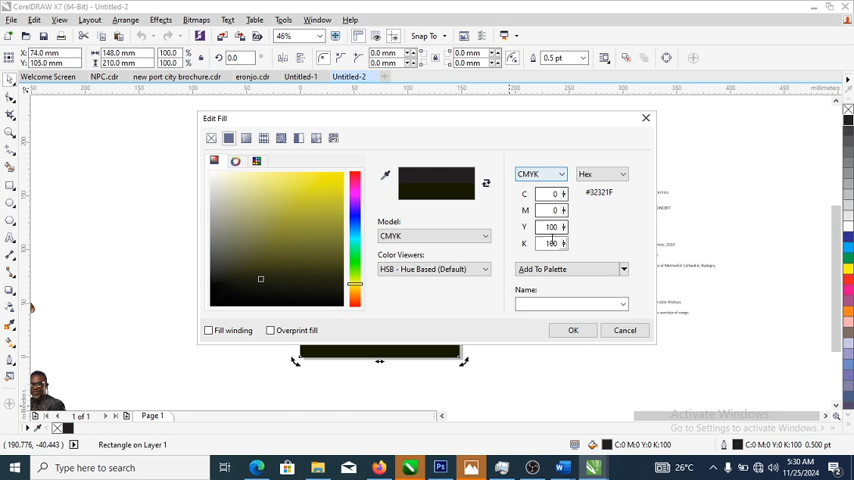 CorelDRAW X7 (64-Bit) - Untitled-2
File Edit View Layout Arrange Effects Bitmaps Text Table Tools Window Help
46% Snap To
X: 74.0 mm 148.0 mm 100.0 % 0.0 0.0 mm 0.0 mm 0.0 mm 0.0 mm 0.5 pt
Y: 105.0 mm 210.0 mm 100.0 %
Welcome Screen NPC.cdr new port city brochure.cdr eronjo.cdr Untitled-1 Untitled-2
millimeters
Edit Fill
CMYK Hex
C 0 #32321F
M 0
Y 100
K 100
Model:
CMYK
Color Viewers:
HSB - Hue Based (Default)
Add To Palette
Name:
Fill winding Overprint fill OK Cancel
1 of 1 Page 1
Activate Windows
Go to Settings to activate Windows.
(190.776, -40.443) Rectangle on Layer 1 C:0 M:0 Y:0 K:100 C:0 M:0 Y:0 K:100 0.500 pt
Type here to search 26°C 5:30 AM
11/25/2024